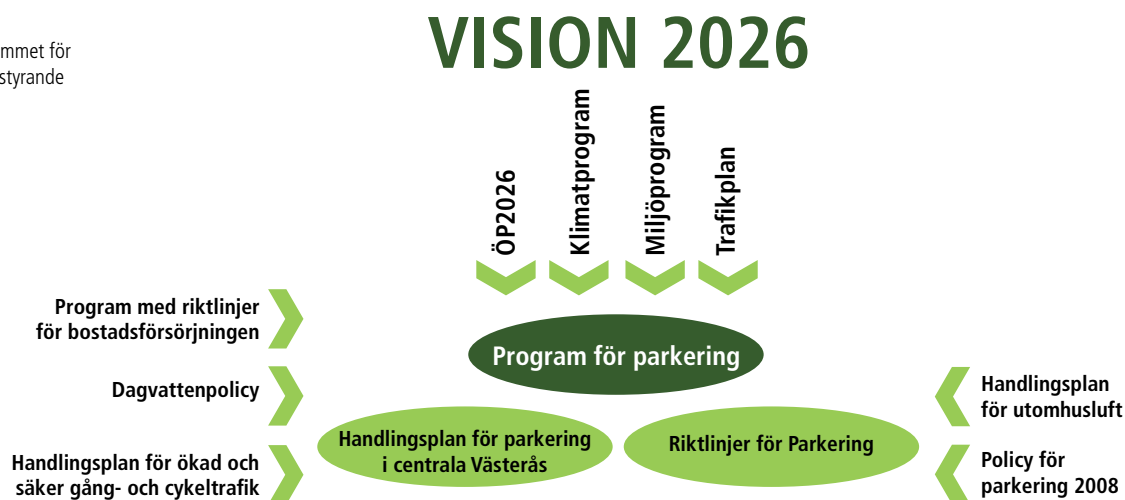 mmet för
styrande
VISION 2026
ÖP2026
Klimatprogram
Miljöprogram
Trafikplan
Program med riktlinjer
för bostadsförsörjningen
Program för parkering
Dagvattenpolicy
Handlingsplan
för utomhusluft
Handlingsplan för parkering
i centrala Västerås
Riktlinjer för Parkering
Handlingsplan för ökad och
säker gång- och cykeltrafik
Policy för
parkering 2008